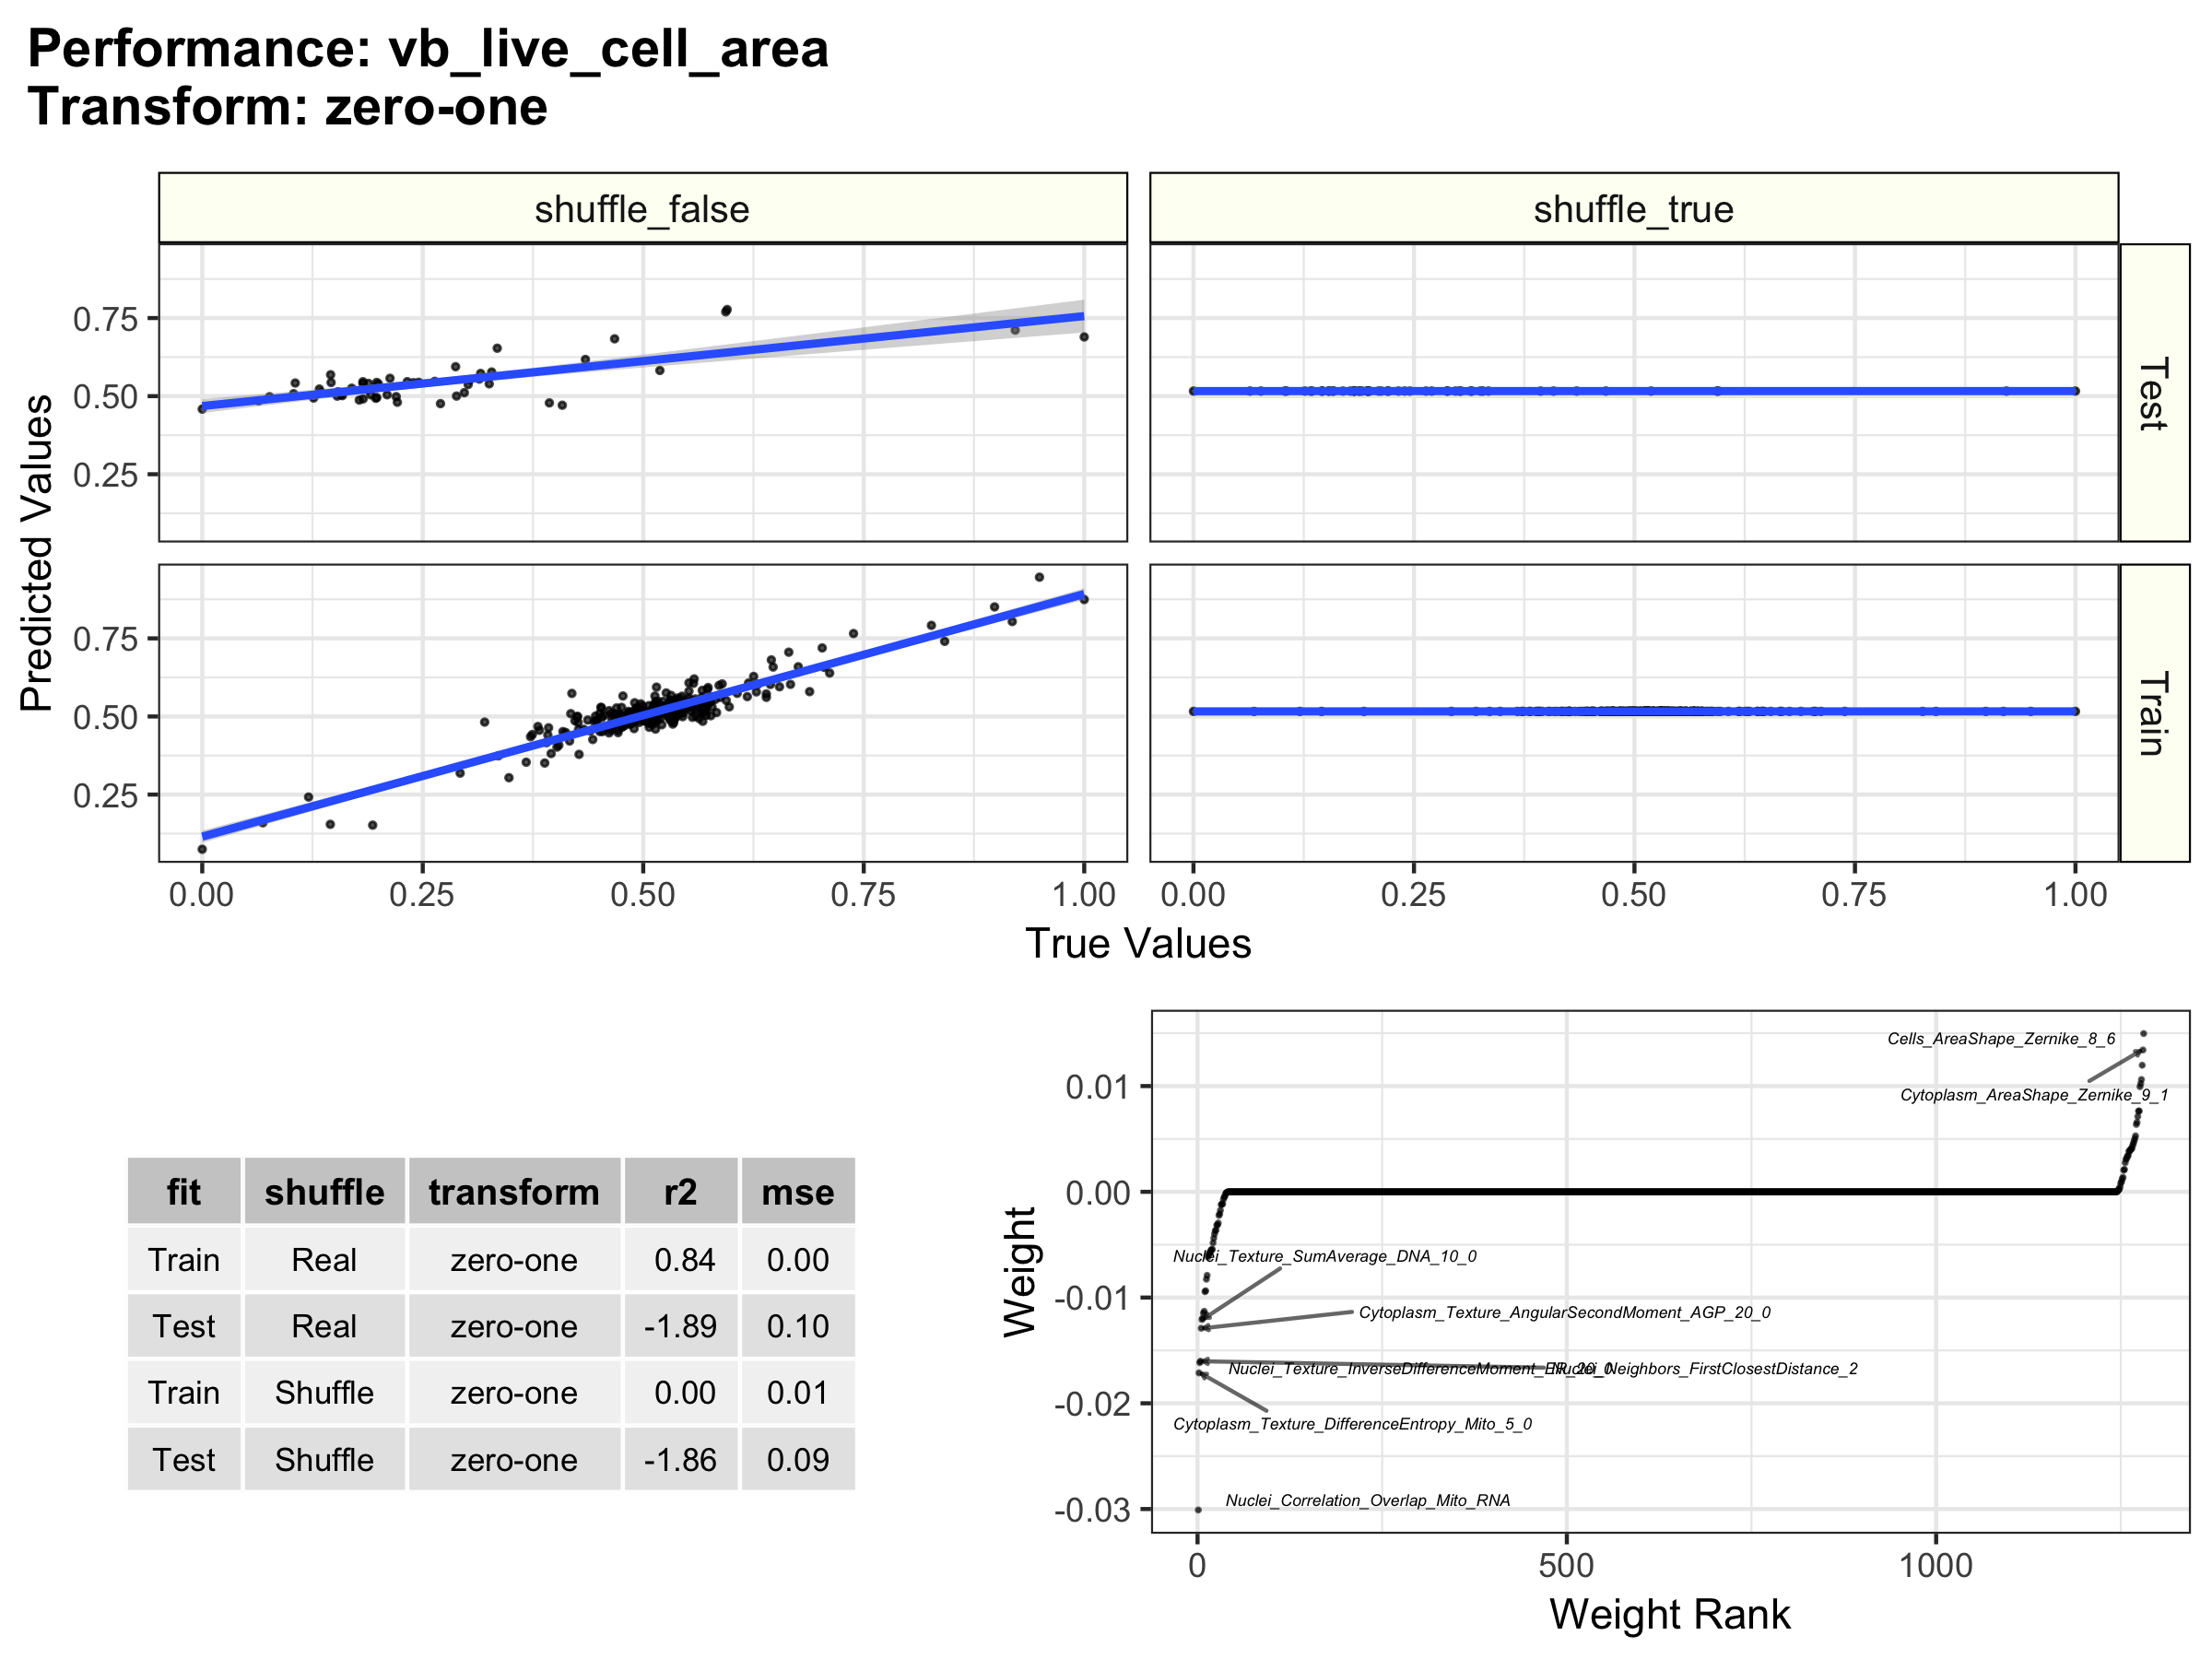 Performance: vb_live_cell_area
Transform: zero-one
shuffle_false
shuffle_true
Predicted Values
0.75
0.50
0.25
Test
0.75
0.50
0.25
Train
0.00 0.25 0.50 0.75 1.00
0.00 0.25 0.50 0.75 1.00
True Values
fit shuffle transform r2 mse
Train Real zero-one 0.84 0.00
Test Real zero-one -1.89 0.10
Train Shuffle zero-one 0.00 0.01
Test Shuffle zero-one -1.86 0.09
Weight
0.01
0.00
-0.01
-0.02
-0.03
Cells_AreaShape_Zernike_8_6
Cytoplasm_AreaShape_Zernike_9_1
Nuclei_Texture_SumAverage_DNA_10_0
Cytoplasm_Texture_AngularSecondMoment_AGP_20_0
Nuclei_Texture_InverseDifferenceMoment_ER_20_0
Nuclei_Neighbors_FirstClosestDistance_2
Cytoplasm_Texture_DifferenceEntropy_Mito_5_0
Nuclei_Correlation_Overlap_Mito_RNA
0 500 1000
Weight Rank